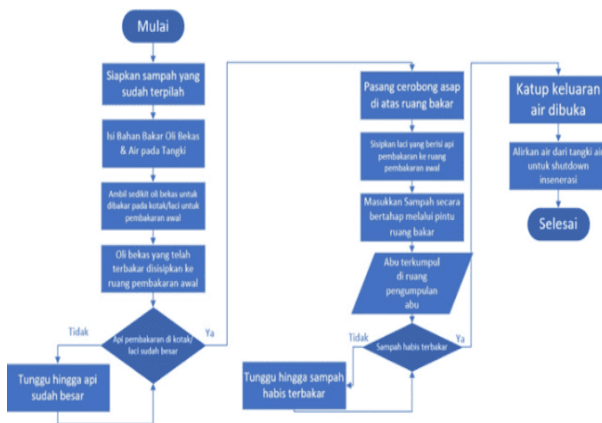 Mulai
Siapkan sampah yang
sudah terpilah
Isi Bahan Bakar Oli Bekas
& Air pada Tangki
Ambil sedikit oli bekas untuk
dibakar pada kotak/laci untuk
pembakaran awal
Oli bekas yang telah
terbakar disisipkan ke
ruang pembakaran awal
Api pembakaran di kotak/
laci sudah besar
Tidak
Ya
Tunggu hingga api
sudah besar
Pasang cerobong asap
di atas ruang bakar
Sisipkan laci yang berisi api
pembakaran ke ruang
pembakaran awal
Masukkan Sampah secara
bertahap melalui pintu
ruang bakar
Abu terkumpul
di ruang
pengumpulan
abu
Sampah habis terbakar
Tidak
Ya
Tunggu hingga sampah
habis terbakar
Katup keluaran
air dibuka
Alirkan air dari tangki air
untuk shutdown
insenerasi
Selesai